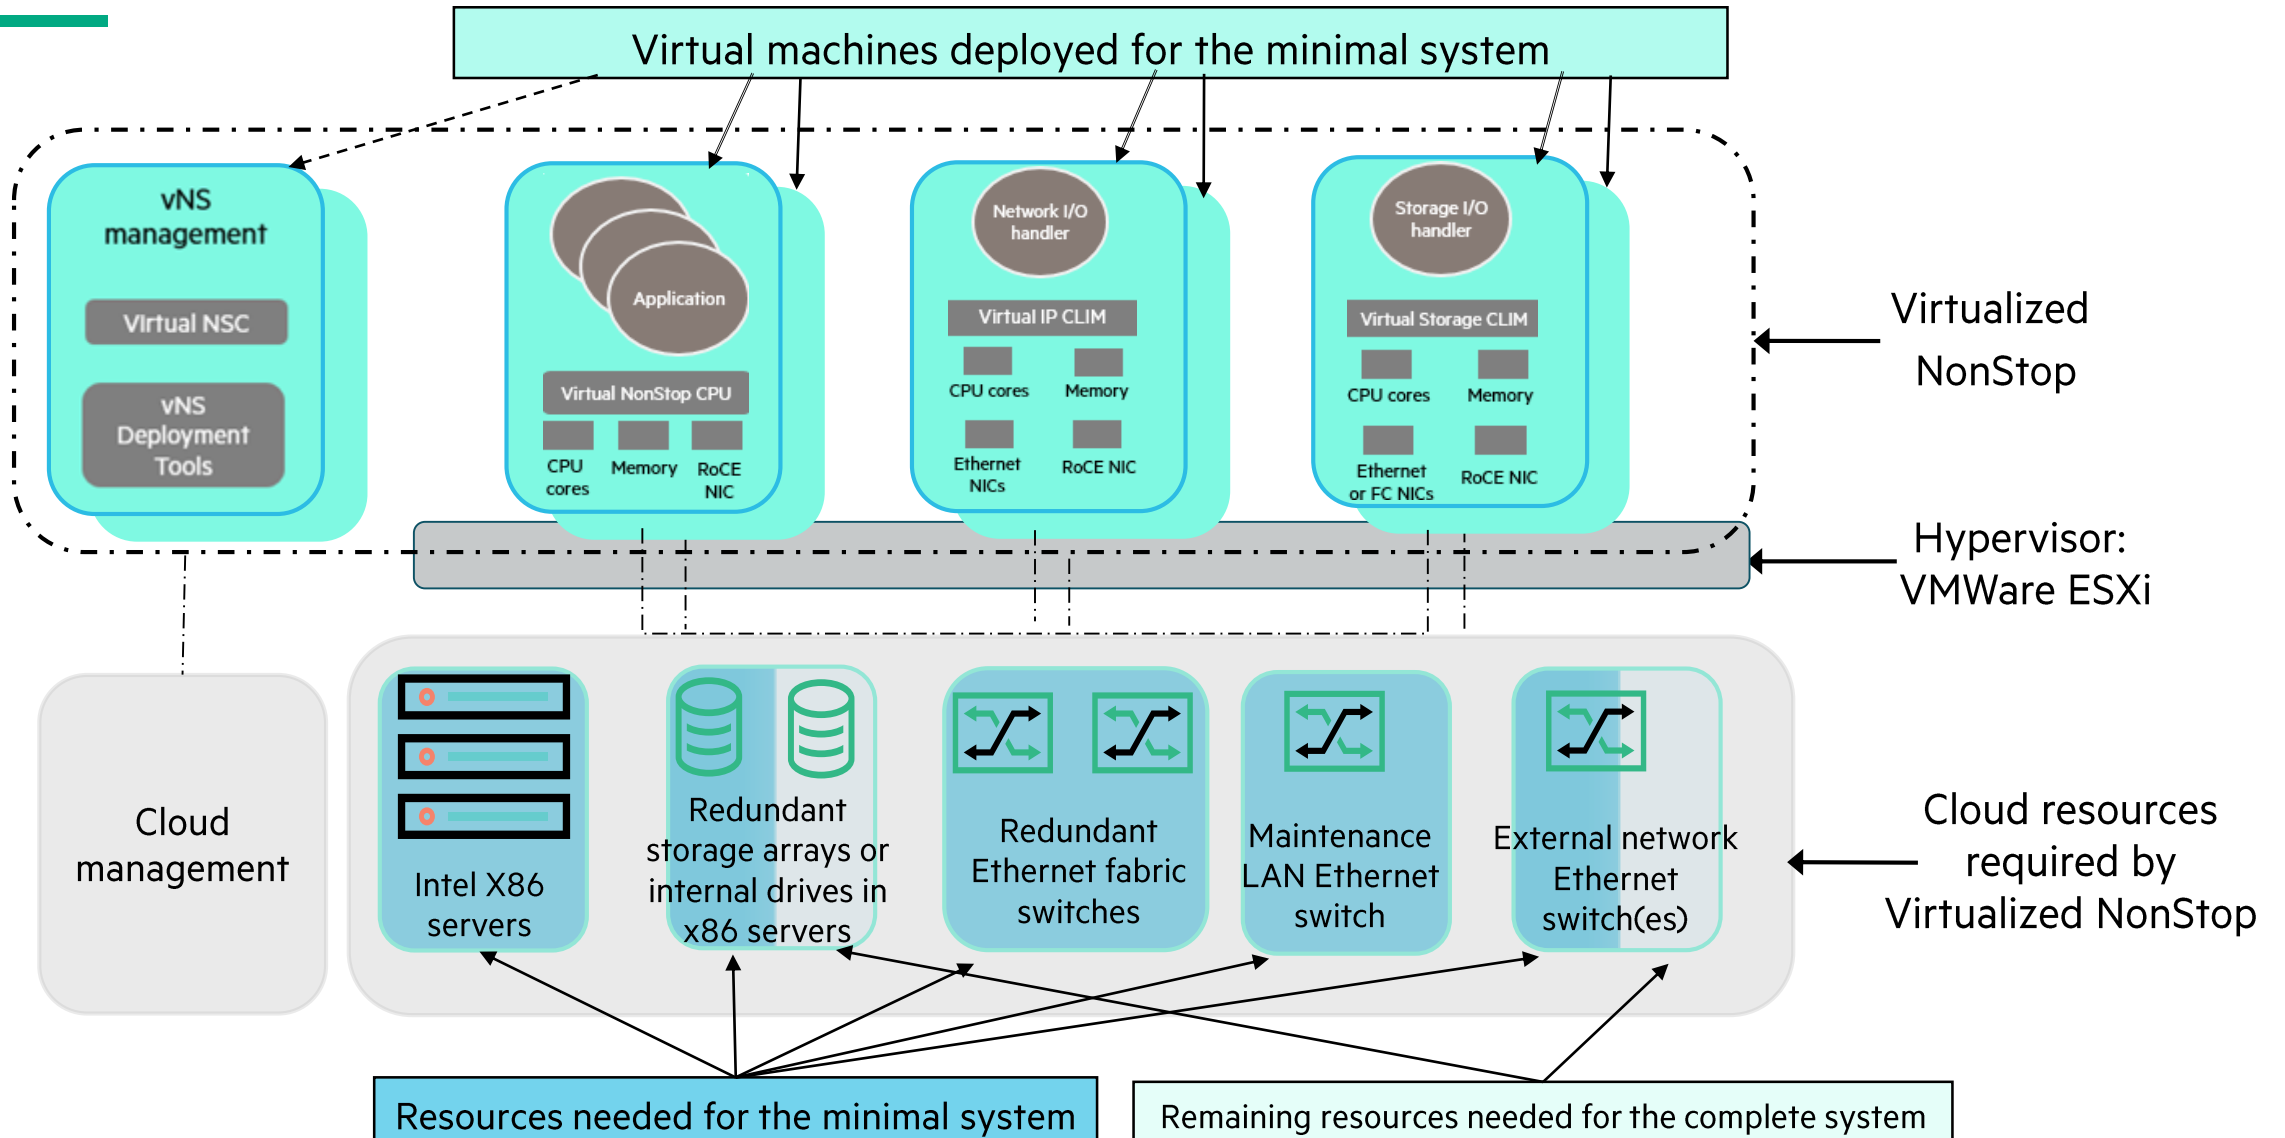 Virtual machines deployed for the minimal system
vNS
management
VIrtual NSC
vNS
Deployment
Tools
Application
Virtual NonStop CPU
CPU
cores
Memory
RoCE
NIC
Network I/O
handler
Virtual IP CLIM
CPU cores
Memory
Ethernet
NICs
RoCE NIC
Storage I/O
handler
Virtual Storage CLIM
CPU cores
Memory
Ethernet
or FC NICs
RoCE NIC
Virtualized
NonStop
Hypervisor:
VMWare ESXi
Cloud
management
Intel X86
servers
Redundant
storage arrays or
internal drives in
x86 servers
Redundant
Ethernet fabric
switches
Maintenance
LAN Ethernet
switch
External network
Ethernet
switch(es)
Cloud resources
required by
Virtualized NonStop
Resources needed for the minimal system
Remaining resources needed for the complete system